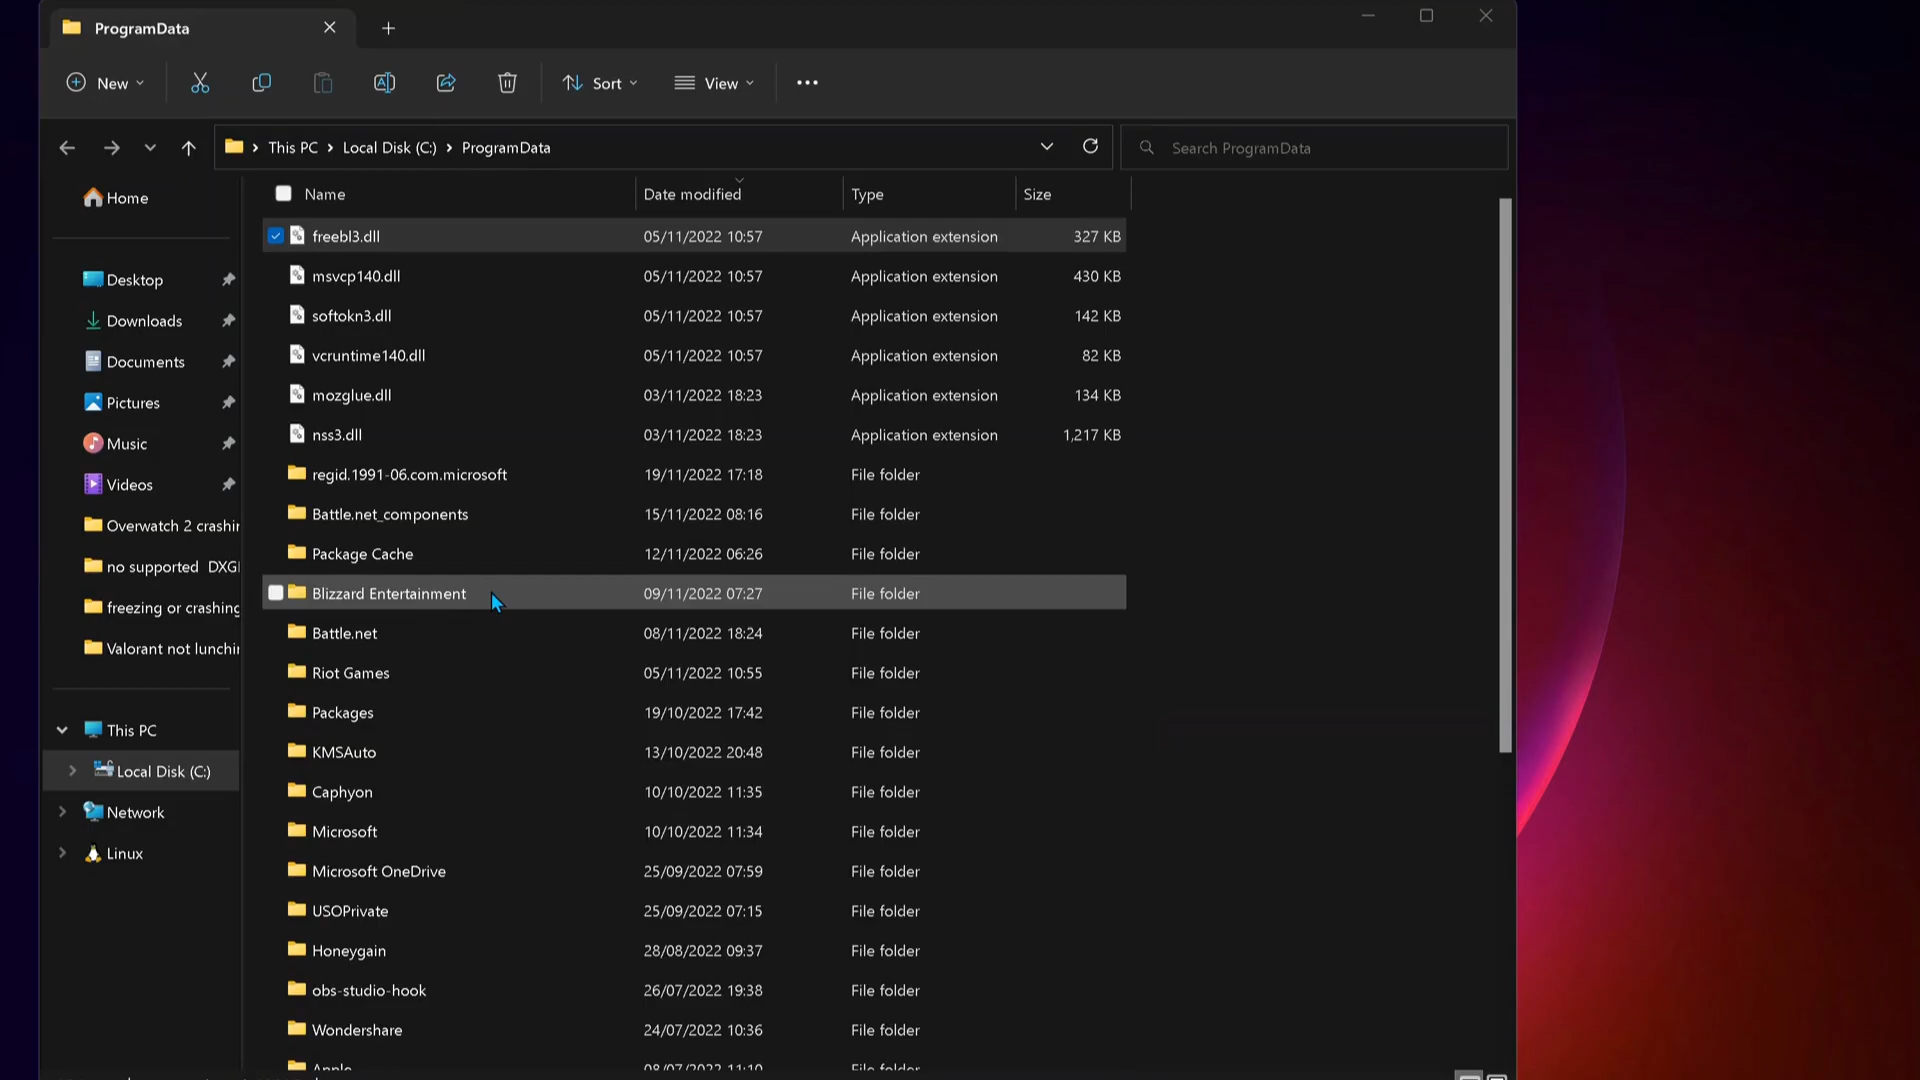 ProgramData
New
Sort
View
This PC
Local Disk (C:)
ProgramData
Search ProgramData
Home
Desktop
Downloads
Documents
Pictures
Music
Videos
Overwatch 2 crashin
no supported DXGI
freezing or crashing
Valorant not lunchin
This PC
Local Disk (C:)
Network
Linux
Name Date modified Type Size
freebl3.dll 05/11/2022 10:57 Application extension 327 KB
msvcp140.dll 05/11/2022 10:57 Application extension 430 KB
softokn3.dll 05/11/2022 10:57 Application extension 142 KB
vcruntime140.dll 05/11/2022 10:57 Application extension 82 KB
mozglue.dll 03/11/2022 18:23 Application extension 134 KB
nss3.dll 03/11/2022 18:23 Application extension 1,217 KB
regid.1991-06.com.microsoft 19/11/2022 17:18 File folder
Battle.net_components 15/11/2022 08:16 File folder
Package Cache 12/11/2022 06:26 File folder
Blizzard Entertainment 09/11/2022 07:27 File folder
Battle.net 08/11/2022 18:24 File folder
Riot Games 05/11/2022 10:55 File folder
Packages 19/10/2022 17:42 File folder
KMSAuto 13/10/2022 20:48 File folder
Caphyon 10/10/2022 11:35 File folder
Microsoft 10/10/2022 11:34 File folder
Microsoft OneDrive 25/09/2022 07:59 File folder
USOPrivate 25/09/2022 07:15 File folder
Honeygain 28/08/2022 09:37 File folder
obs-studio-hook 26/07/2022 19:38 File folder
Wondershare 24/07/2022 10:36 File folder
Apple 08/07/2022 11:10 File folder